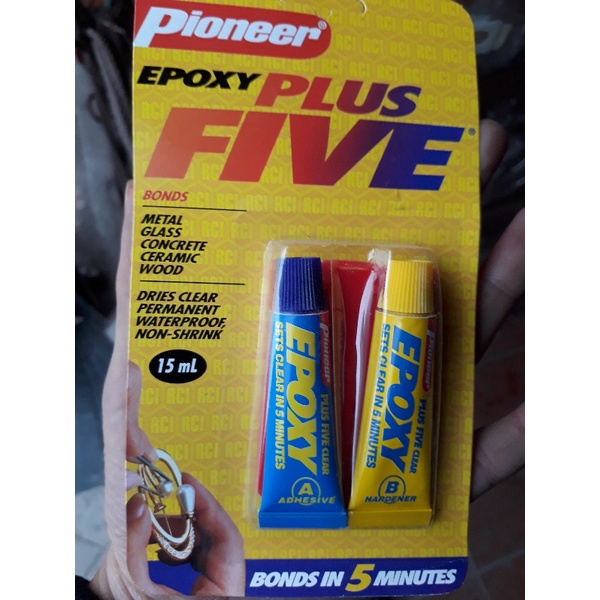 Pioneer®
EPOXY PLUS
FIVE®
BONDS
METAL
GLASS
CONCRETE
CERAMIC
WOOD
DRIES CLEAR
PERMANENT
WATERPROOF,
NON-SHRINK
15 mL
Pioneer
EPOXY
PLUS FIVE CLEAR
SETS CLEAR IN 5 MINUTES
A
ADHESIVE
Pioneer
EPOXY
PLUS FIVE CLEAR
SETS CLEAR IN 5 MINUTES
B
HARDENER
BONDS IN 5 MINUTES